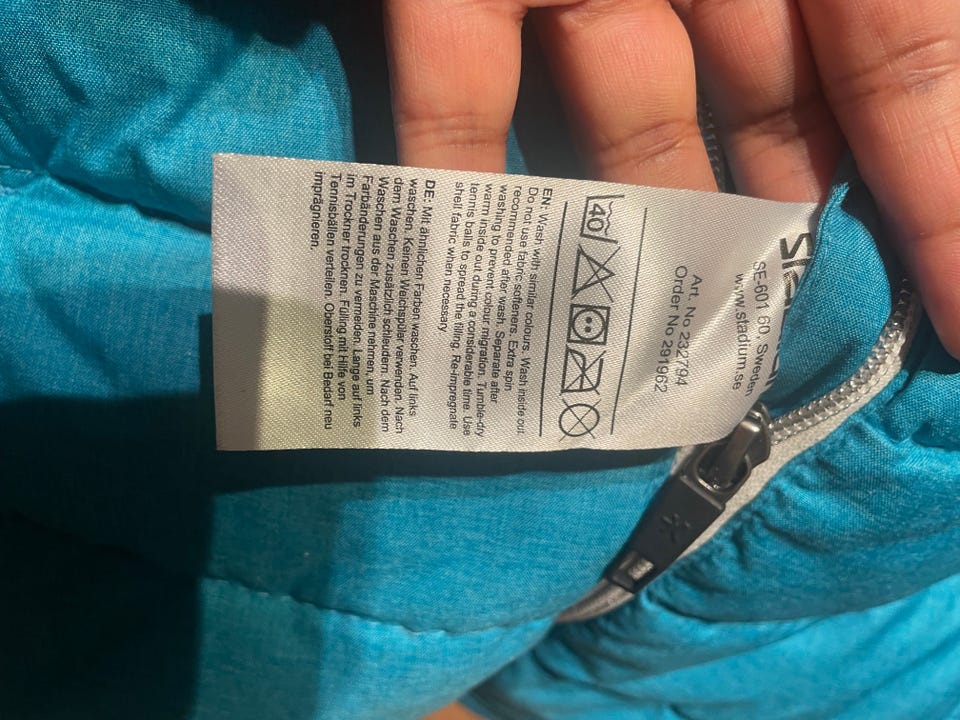 SE-601 60, Sweden
www.stadium.se
Art. No 2327794
Order No 291962
40
EN: Wash with similar colours. Wash inside out.
Do not use fabric softeners. Extra spin
recommended after wash. Separate after
washing to prevent colour migration. Tumble-dry
warm inside out during a considerable time. Use
tennis balls to spread the filling. Re-impregnate
shell fabric when necessary
DE: Mit ähnlichen Farben waschen. Auf links
waschen. Keinen Weichspüler verwenden. Nach
dem Waschen zusätzlich schleudern. Nach dem
Waschen aus der Maschine nehmen, um
Farbänderungen zu vermeiden. Lange auf links
im Trockner trocknen. Füllung mit Hilfe von
Tennisbällen verteilen. Oberstoff bei Bedarf neu
imprägnieren.